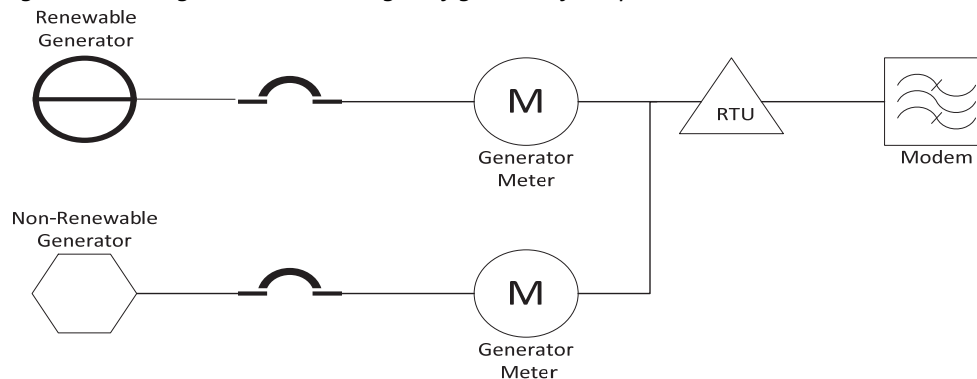 Renewable
Generator
M
Generator
Meter
RTU
Modem
Non-Renewable
Generator
M
Generator
Meter